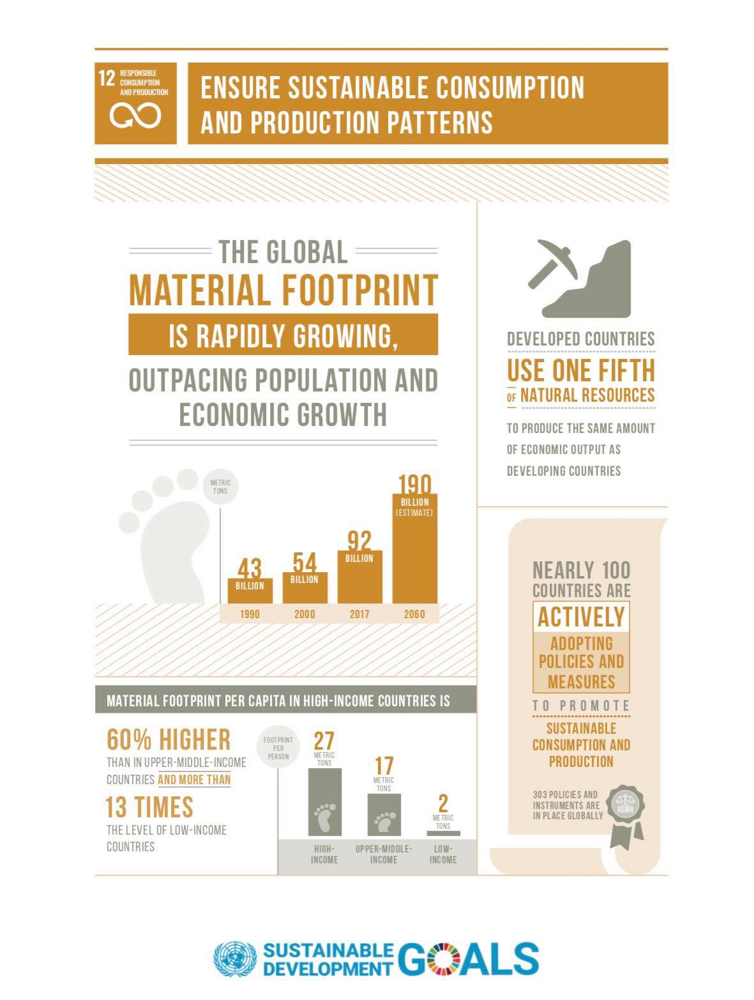 12 RESPONSIBLE
CONSUMPTION
AND PRODUCTION
ENSURE SUSTAINABLE CONSUMPTION
AND PRODUCTION PATTERNS
THE GLOBAL
MATERIAL FOOTPRINT
IS RAPIDLY GROWING,
OUTPACING POPULATION AND
ECONOMIC GROWTH
METRIC
TONS
43
BILLION
54
BILLION
92
BILLION
190
BILLION
(ESTIMATE)
1990 2000 2017 2060
DEVELOPED COUNTRIES
USE ONE FIFTH
OF NATURAL RESOURCES
TO PRODUCE THE SAME AMOUNT
OF ECONOMIC OUTPUT AS
DEVELOPING COUNTRIES
MATERIAL FOOTPRINT PER CAPITA IN HIGH-INCOME COUNTRIES IS
60% HIGHER
THAN IN UPPER-MIDDLE-INCOME
COUNTRIES AND MORE THAN
13 TIMES
THE LEVEL OF LOW-INCOME
COUNTRIES
FOOTPRINT
PER
PERSON
27
METRIC
TONS
17
METRIC
TONS
2
METRIC
TONS
HIGH-
INCOME
UPPER-MIDDLE-
INCOME
LOW-
INCOME
NEARLY 100
COUNTRIES ARE
ACTIVELY
ADOPTING
POLICIES AND
MEASURES
TO PROMOTE
SUSTAINABLE
CONSUMPTION AND
PRODUCTION
303 POLICIES AND
INSTRUMENTS ARE
IN PLACE GLOBALLY
SUSTAINABLE
DEVELOPMENT
GOALS